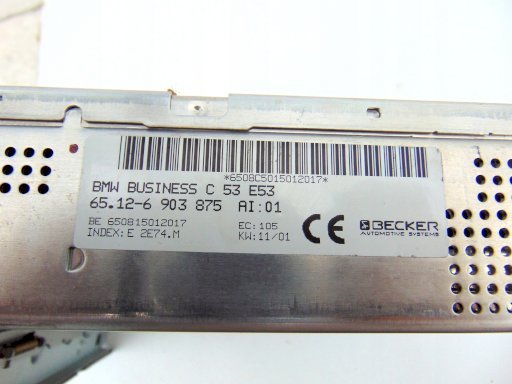 *6508C5015012017*
BMW BUSINESS C 53 E53
65.12-6 903 875 AI:01
BE 650815012017 EC:105
INDEX:E 2E74.M KW:11/01
CE
BECKER
AUTOMOTIVE SYSTEMS